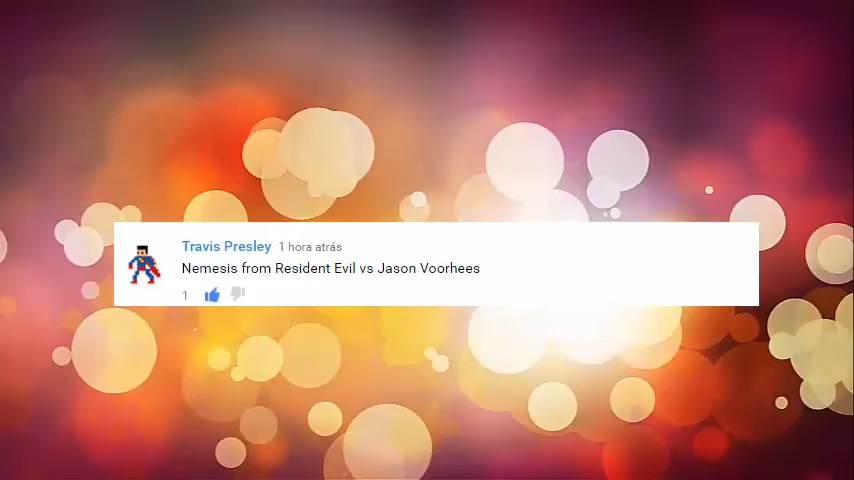 Travis Presley 1 hora atrás
Nemesis from Resident Evil vs Jason Voorhees
1